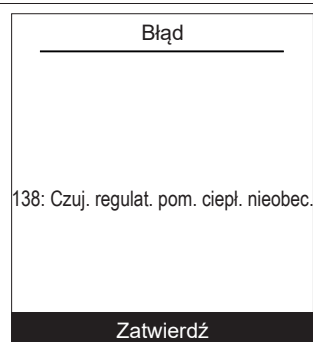 Błąd
138: Czuj. regulat. pom. ciepł. nieobec.
Zatwierdź